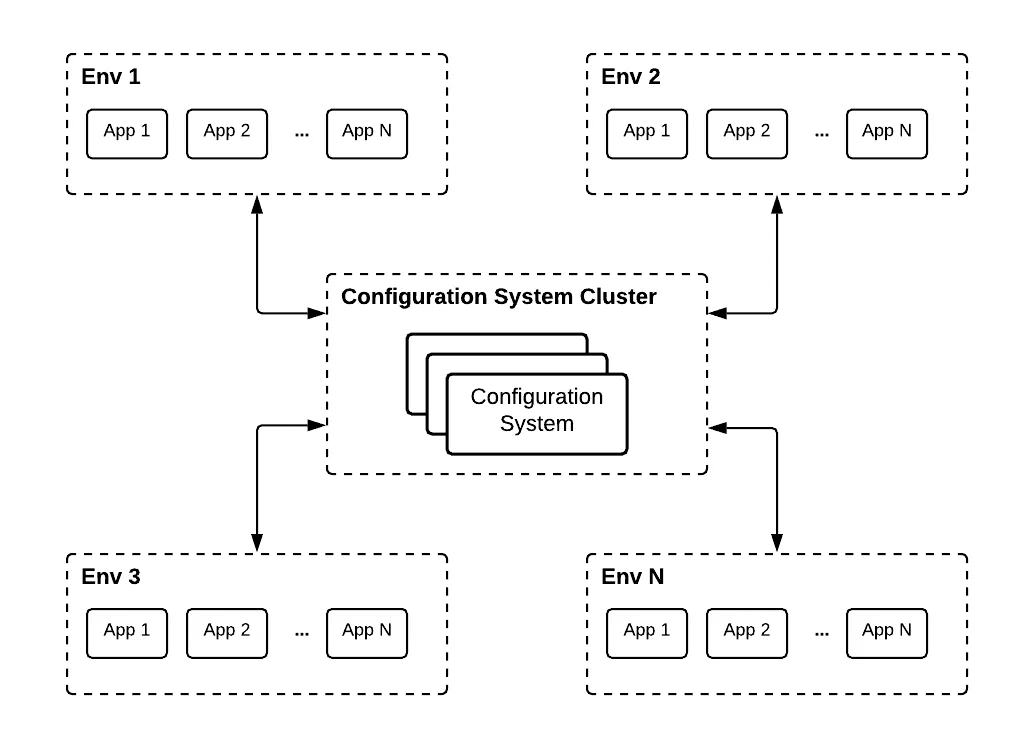 Env 1
App 1 App 2 ... App N
Env 2
App 1 App 2 ... App N
Configuration System Cluster
Configuration
System
Env 3
App 1 App 2 ... App N
Env N
App 1 App 2 ... App N